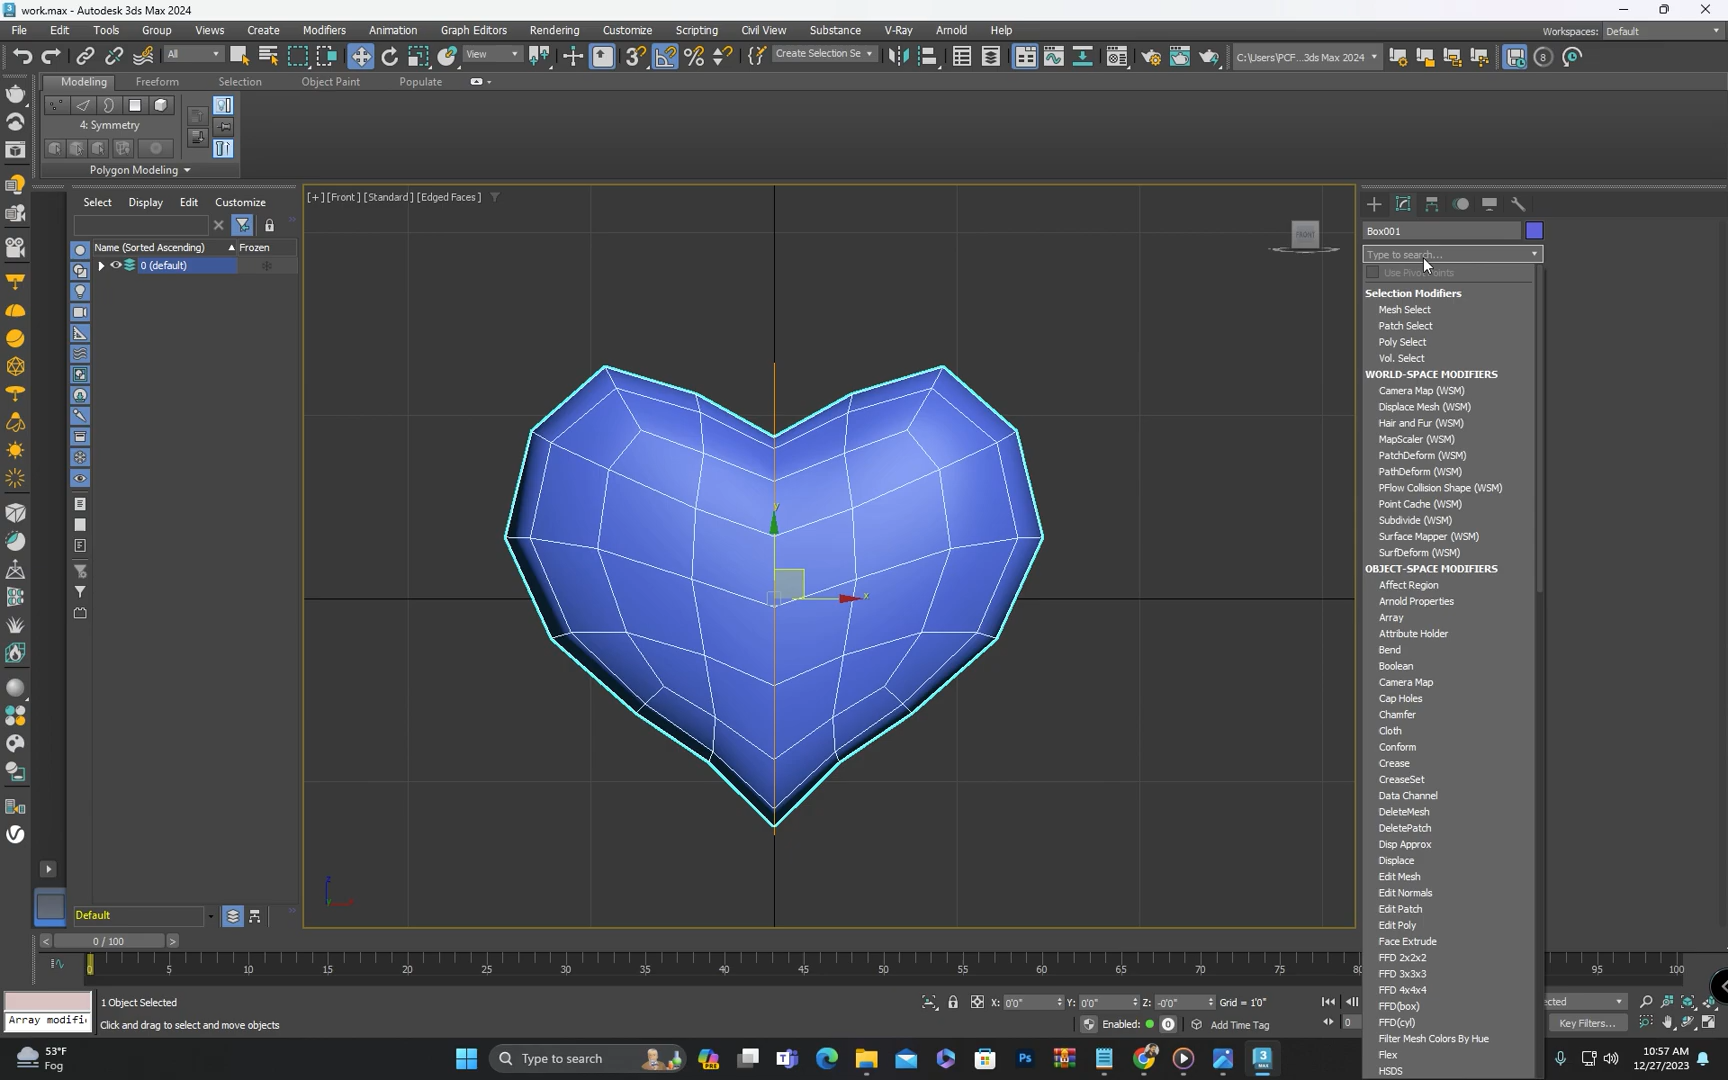 work.max - Autodesk 3ds Max 2024
File Edit Tools Group Views Create Modifiers Animation Graph Editors Rendering Customize Scripting Civil View Substance V-Ray Arnold Help Workspaces: Default
All View Create Selection Se C:\Users\PCF...3ds Max 2024
Modeling Freeform Selection Object Paint Populate
4: Symmetry
Polygon Modeling
Select Display Edit Customize
Name (Sorted Ascending) Frozen
0 (default)
[+] [Front] [Standard] [Edged Faces]
FRONT
y
x
z
Box001
Type to search...
Selection Modifiers
Mesh Select
Patch Select
Poly Select
Vol. Select
WORLD-SPACE MODIFIERS
Camera Map (WSM)
Displace Mesh (WSM)
Hair and Fur (WSM)
MapScaler (WSM)
PatchDeform (WSM)
PathDeform (WSM)
PFlow Collision Shape (WSM)
Point Cache (WSM)
Subdivide (WSM)
Surface Mapper (WSM)
SurfDeform (WSM)
OBJECT-SPACE MODIFIERS
Affect Region
Arnold Properties
Array
Attribute Holder
Bend
Boolean
Camera Map
Cap Holes
Chamfer
Cloth
Conform
Crease
CreaseSet
Data Channel
DeleteMesh
DeletePatch
Disp Approx
Displace
Edit Mesh
Edit Normals
Edit Patch
Edit Poly
Face Extrude
FFD 2x2x2
FFD 3x3x3
FFD 4x4x4
FFD(box)
FFD(cyl)
Filter Mesh Colors By Hue
Flex
HSDS
Default
< 0 / 100 >
0 5 10 15 20 25 30 35 40 45 50 55 60 65 70 75 95 100
1 Object Selected X: 0'0" Y: 0'0" Z: -0'0" Grid = 1'0"
Array modifi
Click and drag to select and move objects Enabled: 0 Add Time Tag 0 Key Filters...
53°F
Fog
Type to search
10:57 AM
12/27/2023